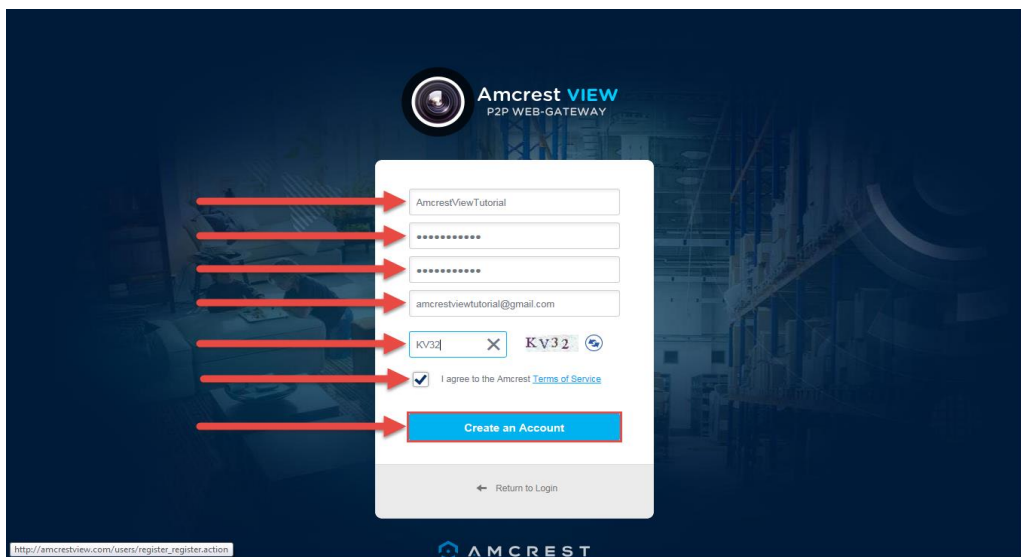 Amcrest VIEW
P2P WEB-GATEWAY
AmcrestViewTutorial
•••••••••••
•••••••••••
amcrestviewtutorial@gmail.com
KV32 KV32
I agree to the Amcrest Terms of Service
Create an Account
Return to Login
http://amcrestview.com/users/register_register.action
AMCREST